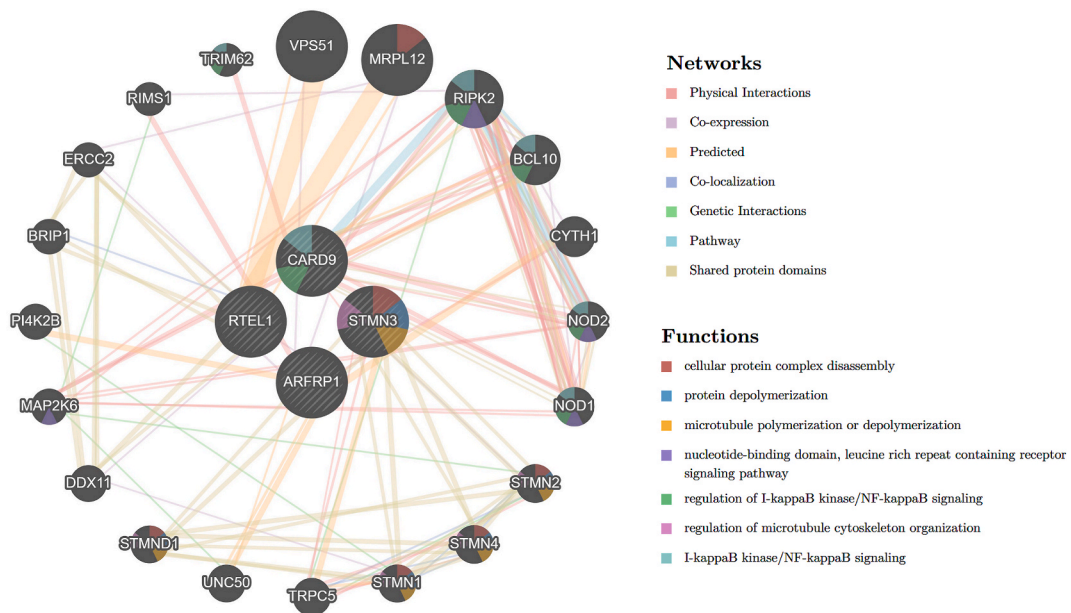 VPS51
MRPL12
TRIM62
RIPK2
RIMS1
BCL10
ERCC2
CYTH1
BRIP1
CARD9
RTEL1
STMN3
PI4K2B
NOD2
ARFRP1
MAP2K6
NOD1
DDX11
STMN2
STMND1
STMN4
UNC50
TRPC5
STMN1
Networks
Physical Interactions
Co-expression
Predicted
Co-localization
Genetic Interactions
Pathway
Shared protein domains
Functions
cellular protein complex disassembly
protein depolymerization
microtubule polymerization or depolymerization
nucleotide-binding domain, leucine rich repeat containing receptor
signaling pathway
regulation of I-kappaB kinase/NF-kappaB signaling
regulation of microtubule cytoskeleton organization
I-kappaB kinase/NF-kappaB signaling